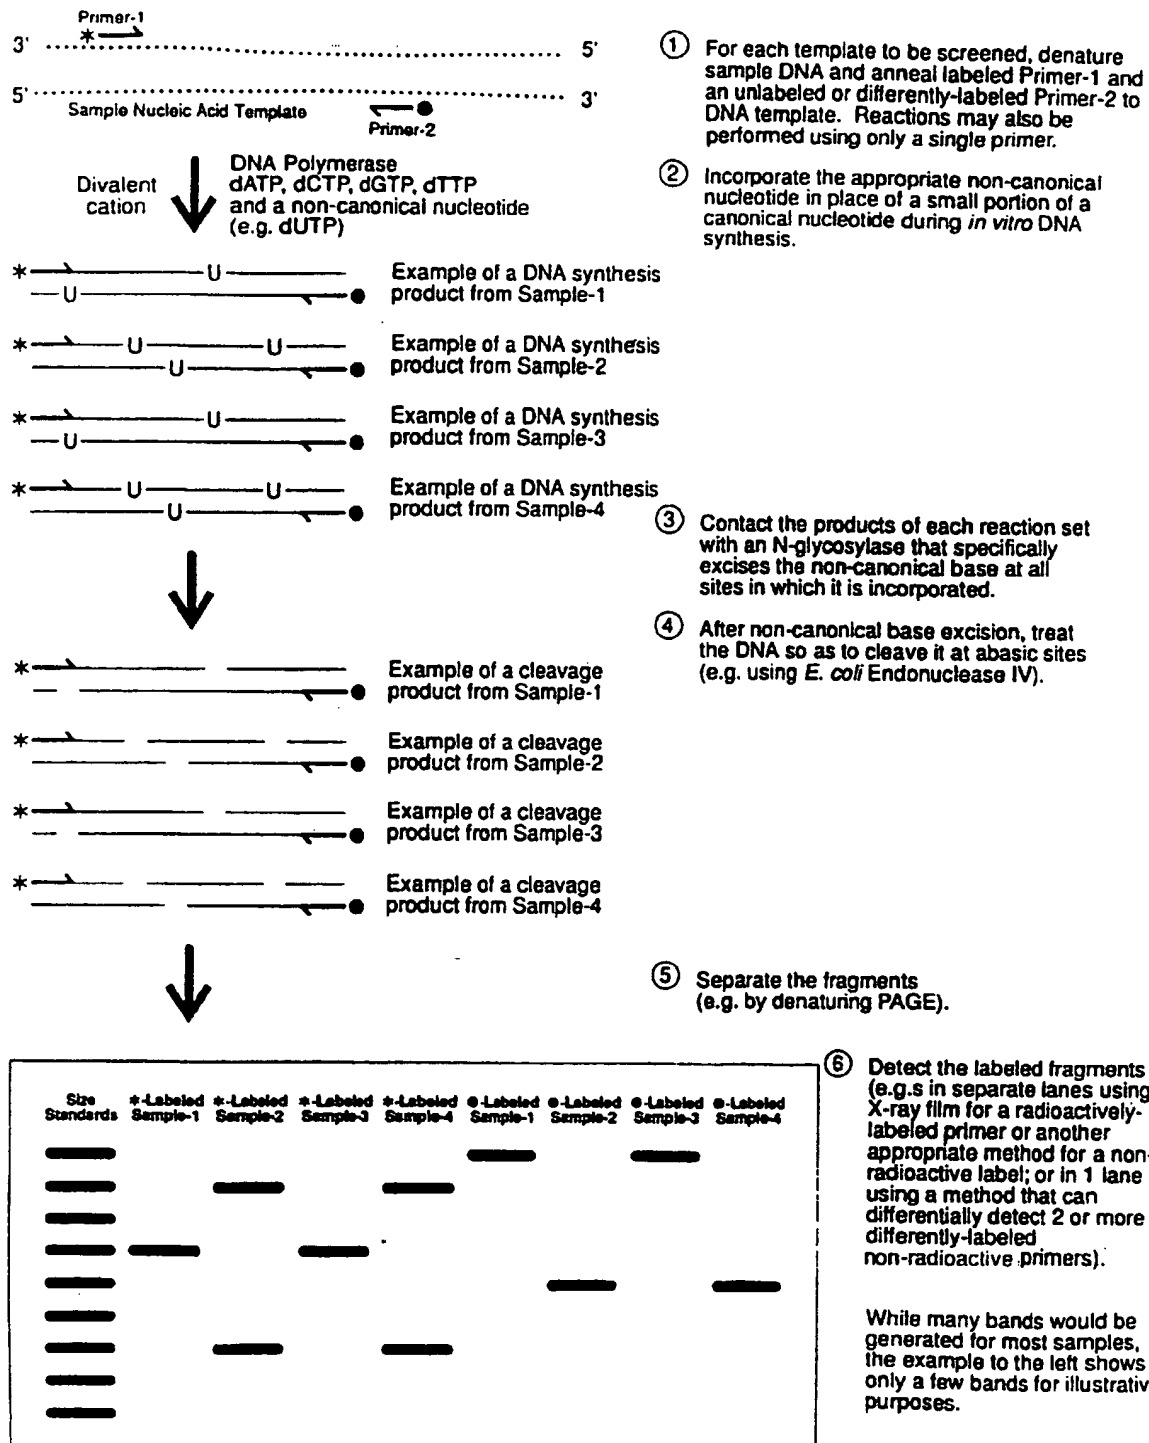 Primer-1
*
3' 5'
5' 3'
Sample Nucleic Acid Template
Primer-2
① For each template to be screened, denature
sample DNA and anneal labeled Primer-1 and
an unlabeled or differently-labeled Primer-2 to
DNA template. Reactions may also be
performed using only a single primer.
Divalent
cation
DNA Polymerase
dATP, dCTP, dGTP, dTTP
and a non-canonical nucleotide
(e.g. dUTP)
② Incorporate the appropriate non-canonical
nucleotide in place of a small portion of a
canonical nucleotide during in vitro DNA
synthesis.
* U
U
Example of a DNA synthesis
product from Sample-1
* U U
U
Example of a DNA synthesis
product from Sample-2
* U
U
Example of a DNA synthesis
product from Sample-3
* U U
U
Example of a DNA synthesis
product from Sample-4
③ Contact the products of each reaction set
with an N-glycosylase that specifically
excises the non-canonical base at all
sites in which it is incorporated.
④ After non-canonical base excision, treat
the DNA so as to cleave it at abasic sites
(e.g. using E. coli Endonuclease IV).
*
Example of a cleavage
product from Sample-1
*
Example of a cleavage
product from Sample-2
*
Example of a cleavage
product from Sample-3
*
Example of a cleavage
product from Sample-4
⑤ Separate the fragments
(e.g. by denaturing PAGE).
Size
Standards
*-Labeled
Sample-1
*-Labeled
Sample-2
*-Labeled
Sample-3
*-Labeled
Sample-4
●-Labeled
Sample-1
●-Labeled
Sample-2
●-Labeled
Sample-3
●-Labeled
Sample-4
⑥ Detect the labeled fragments
(e.g.s in separate lanes using
X-ray film for a radioactively-
labeled primer or another
appropriate method for a non-
radioactive label; or in 1 lane
using a method that can
differentially detect 2 or more
differently-labeled
non-radioactive primers).
While many bands would be
generated for most samples,
the example to the left shows
only a few bands for illustrativ
purposes.